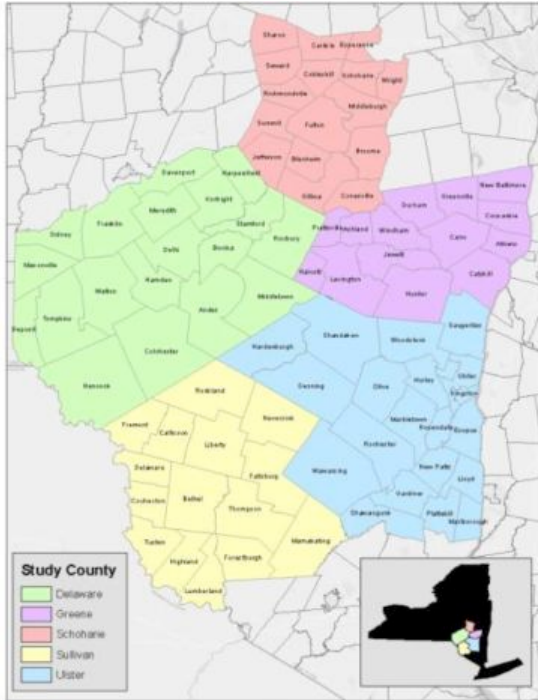 Sharon
Carlisle Esperance
Seward
Cobleskill Schoharie
Wright
Richmondville
Middleburgh
Summit
Fulton
Jefferson
Blenheim
Broome
Gilboa
Conesville
Davenport
Harpersfield
Kortright
Meredith
Franklin
Stamford
Sidney
Roxbury
Delhi
Bovina
Masonville
Hamden
Walton
Andes
Middletown
Tompkins
Deposit
Colchester
Hancock
New Baltimore
Greenville
Durham
Coxsackie
Prattsville
Ashland
Windham
Cairo
Athens
Jewett
Halcott
Lexington
Catskill
Hunter
Saugerties
Shandaken
Woodstock
Hardenburgh
Ulster
Hurley
Kingston
Denning
Olive
Marbletown
Rosendale
Esopus
Rochester
New Paltz
Wawarsing
Lloyd
Gardiner
Shawangunk
Plattekill
Marlborough
Rockland
Neversink
Fremont
Callicoon
Liberty
Delaware
Fallsburg
Cochecton
Bethel
Thompson
Mamakating
Tusten
Highland
Forestburgh
Lumberland
Study County
Delaware
Greene
Schoharie
Sullivan
Ulster